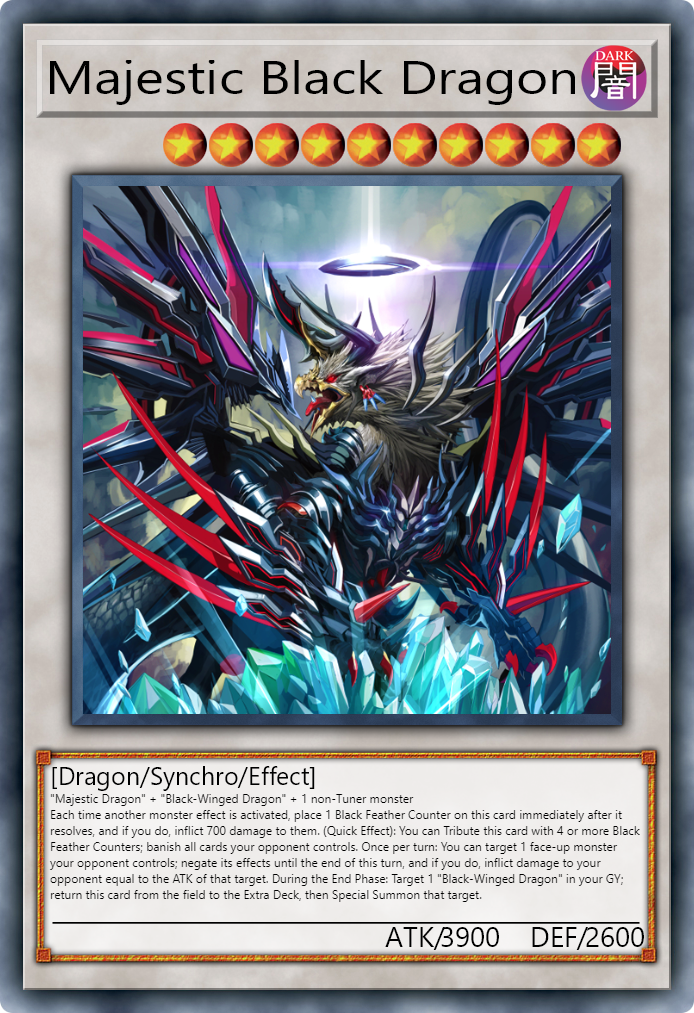 Majestic Black Dragon
DARK
闇
[Dragon/Synchro/Effect]
"Majestic Dragon" + "Black-Winged Dragon" + 1 non-Tuner monster
Each time another monster effect is activated, place 1 Black Feather Counter on this card immediately after it
resolves, and if you do, inflict 700 damage to them. (Quick Effect): You can Tribute this card with 4 or more Black
Feather Counters; banish all cards your opponent controls. Once per turn: You can target 1 face-up monster
your opponent controls; negate its effects until the end of this turn, and if you do, inflict damage to your
opponent equal to the ATK of that target. During the End Phase: Target 1 "Black-Winged Dragon" in your GY;
return this card from the field to the Extra Deck, then Special Summon that target.
ATK/3900 DEF/2600